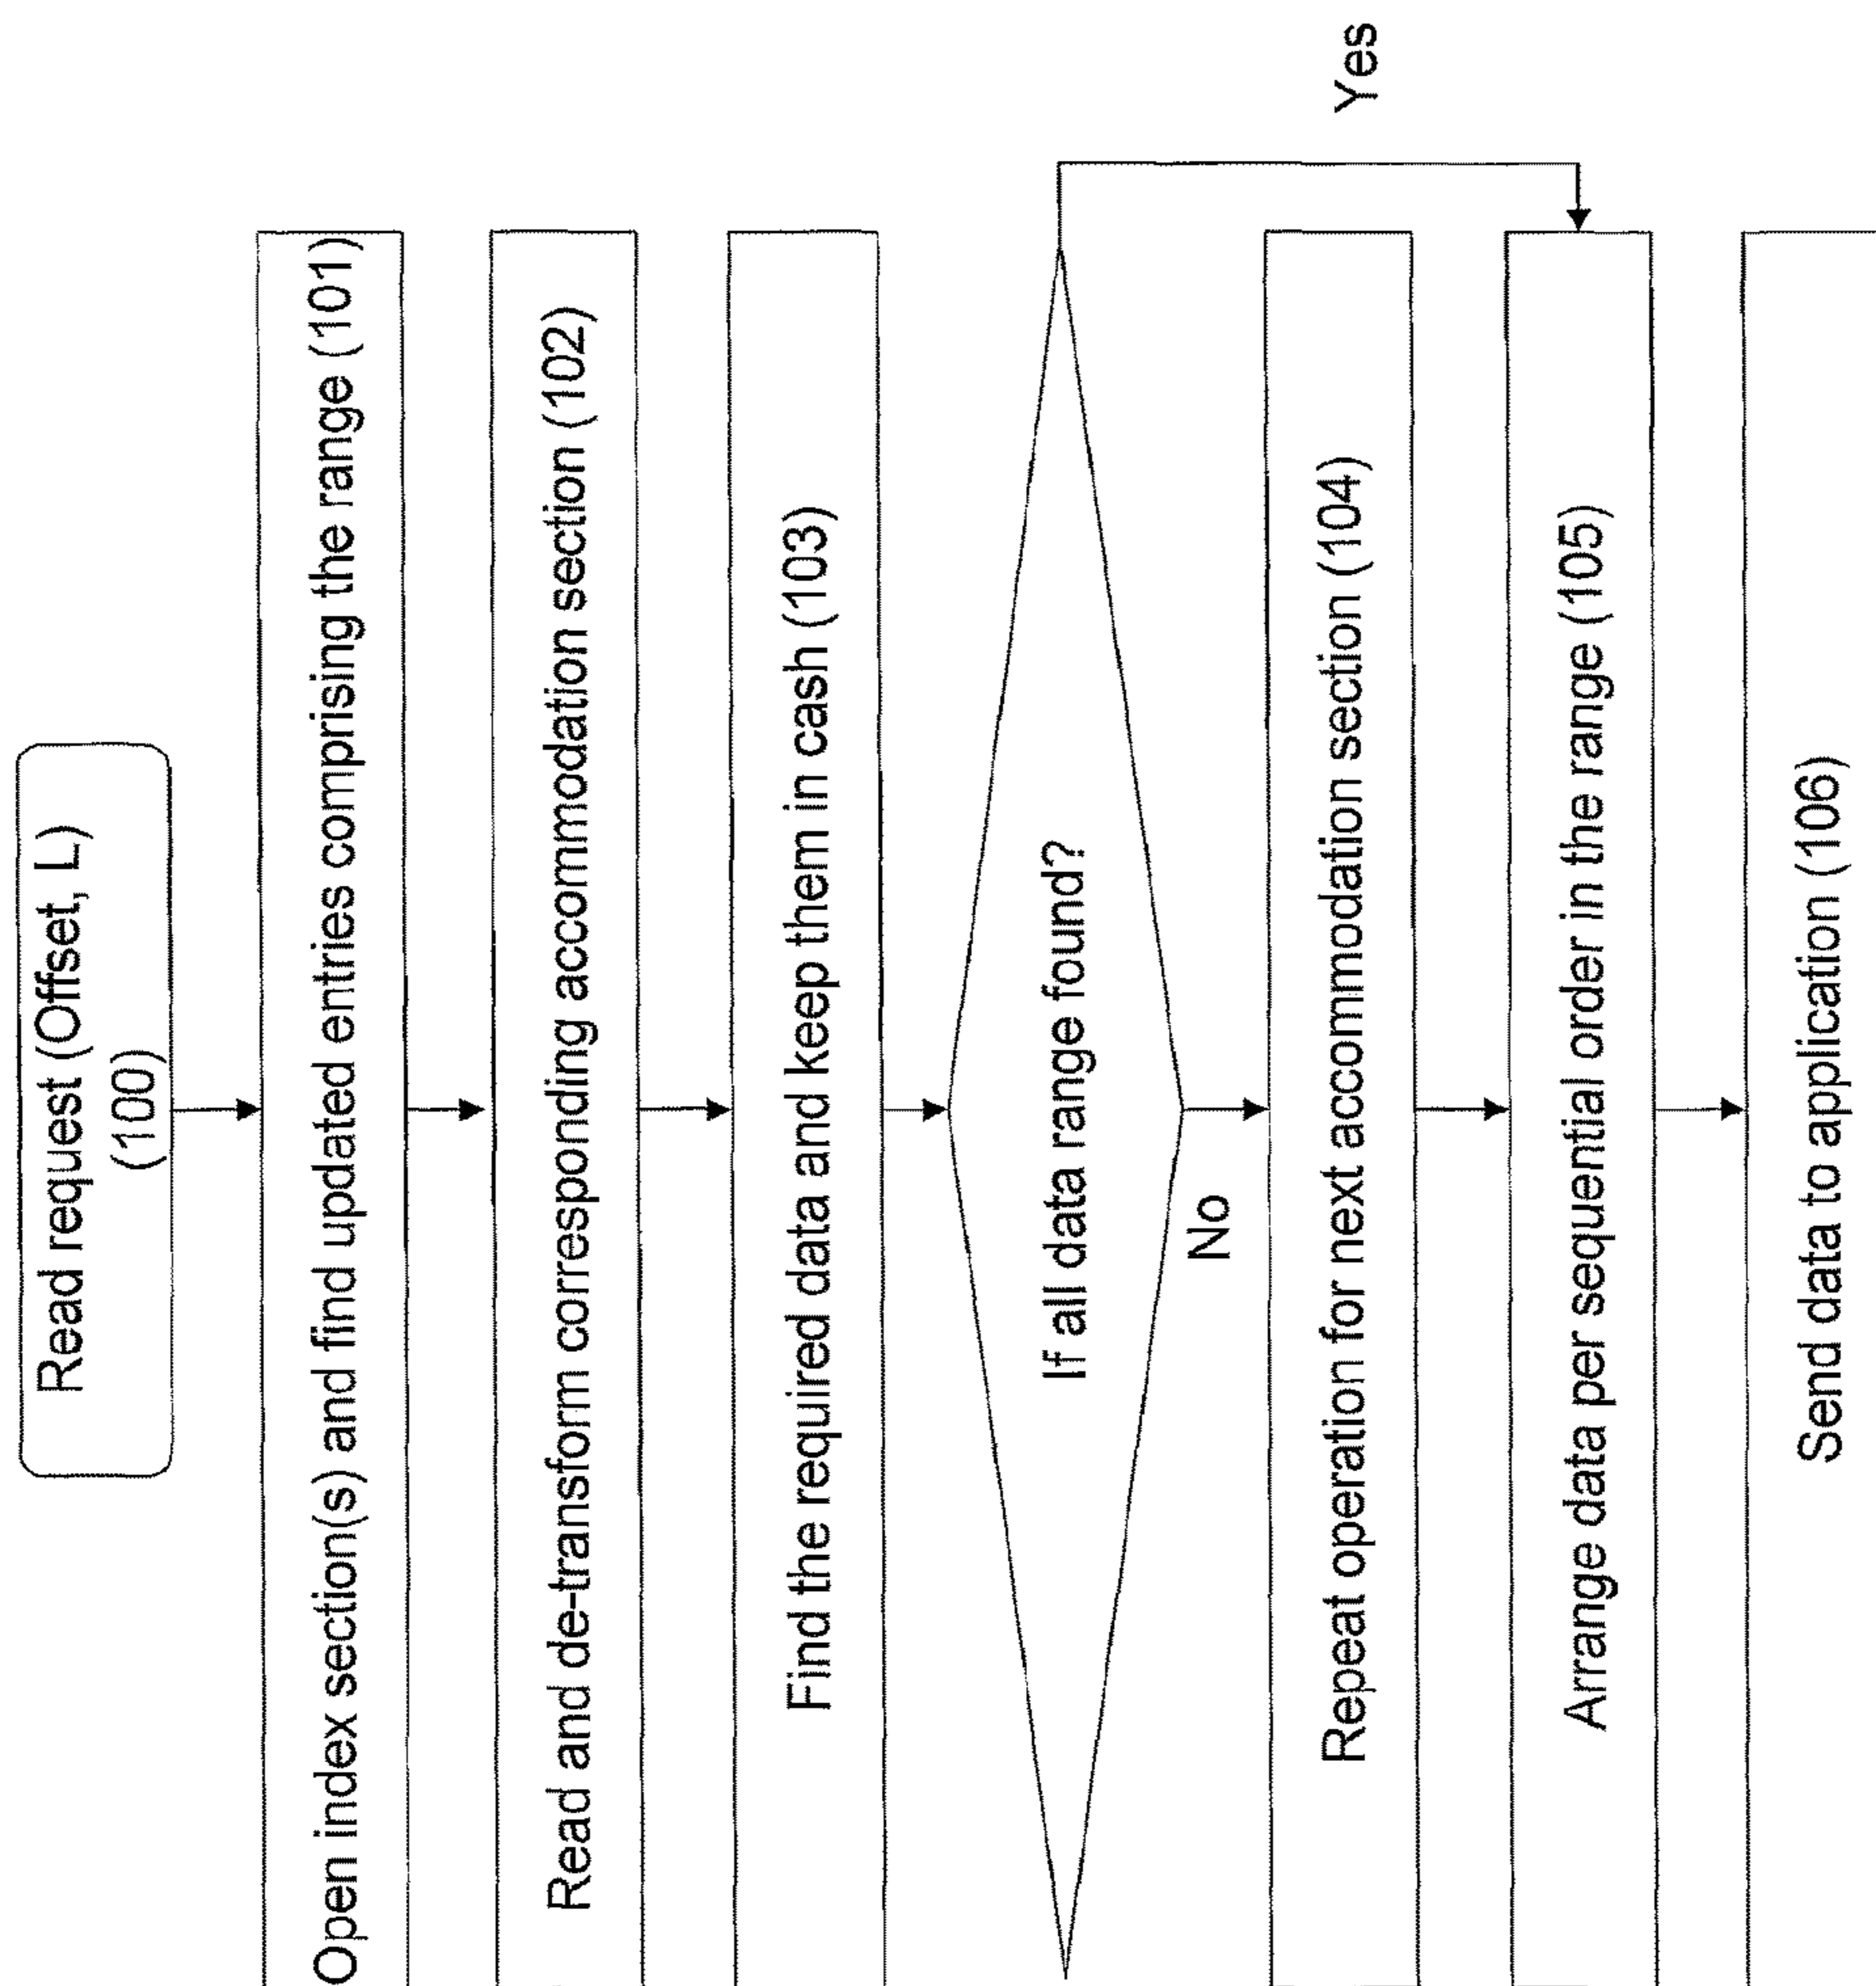 Read request (Offset, L)
(100)
Open index section(s) and find updated entries comprising the range (101)
Read and de-transform corresponding accommodation section (102)
Find the required data and keep them in cash (103)
If all data range found?
Yes
No
Repeat operation for next accommodation section (104)
Arrange data per sequential order in the range (105)
Send data to application (106)